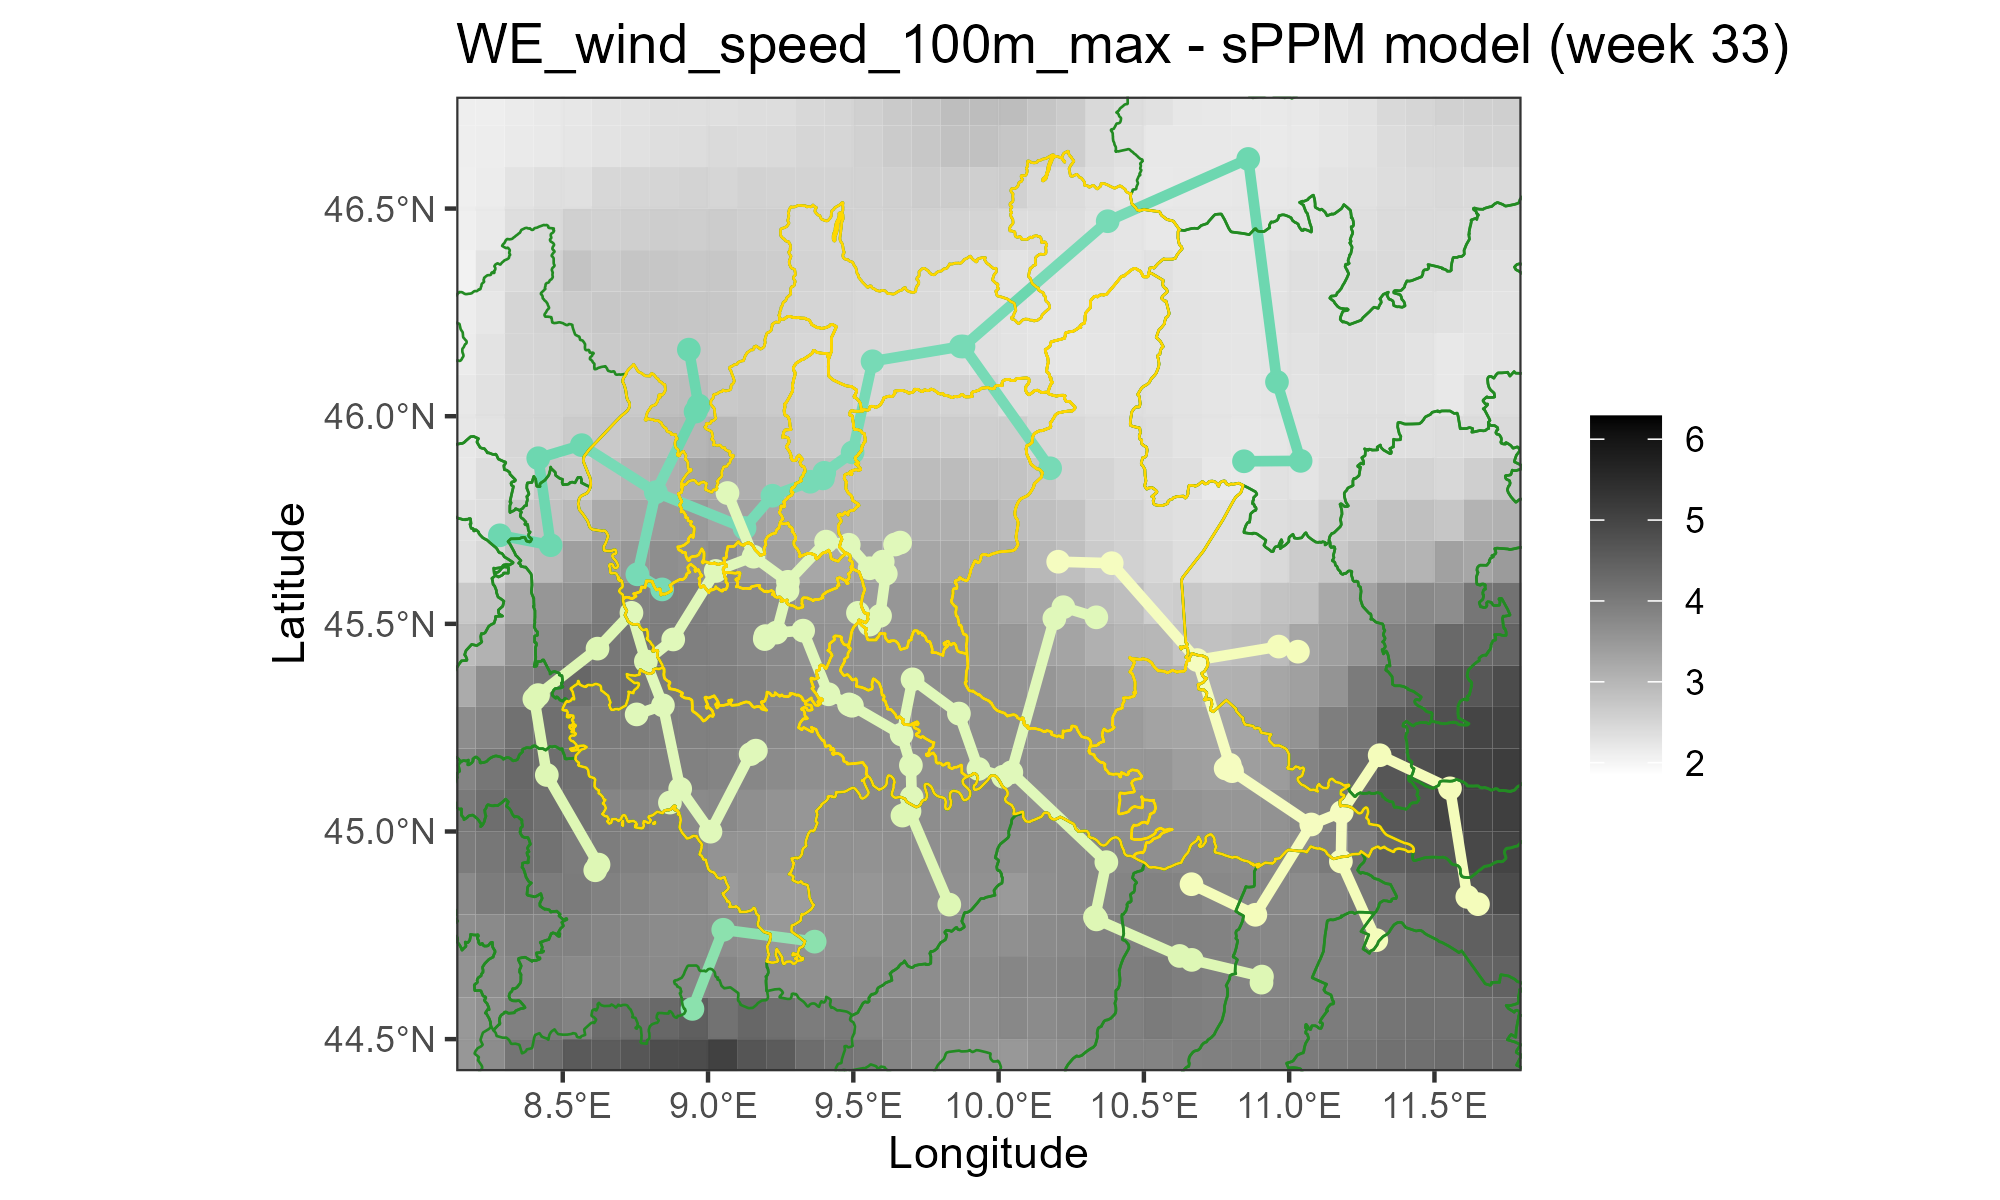 WE_wind_speed_100m_max - sPPM model (week 33)
46.5°N
46.0°N
45.5°N
45.0°N
44.5°N
Latitude
8.5°E 9.0°E 9.5°E 10.0°E 10.5°E 11.0°E 11.5°E
Longitude
6
5
4
3
2